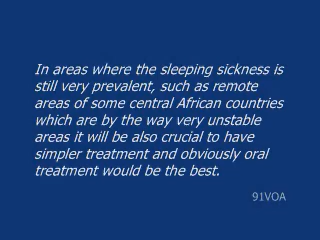 In areas where the sleeping sickness is
still very prevalent, such as remote
areas of some central African countries
which are by the way very unstable
areas it will be also crucial to have
simpler treatment and obviously oral
treatment would be the best.
91VOA